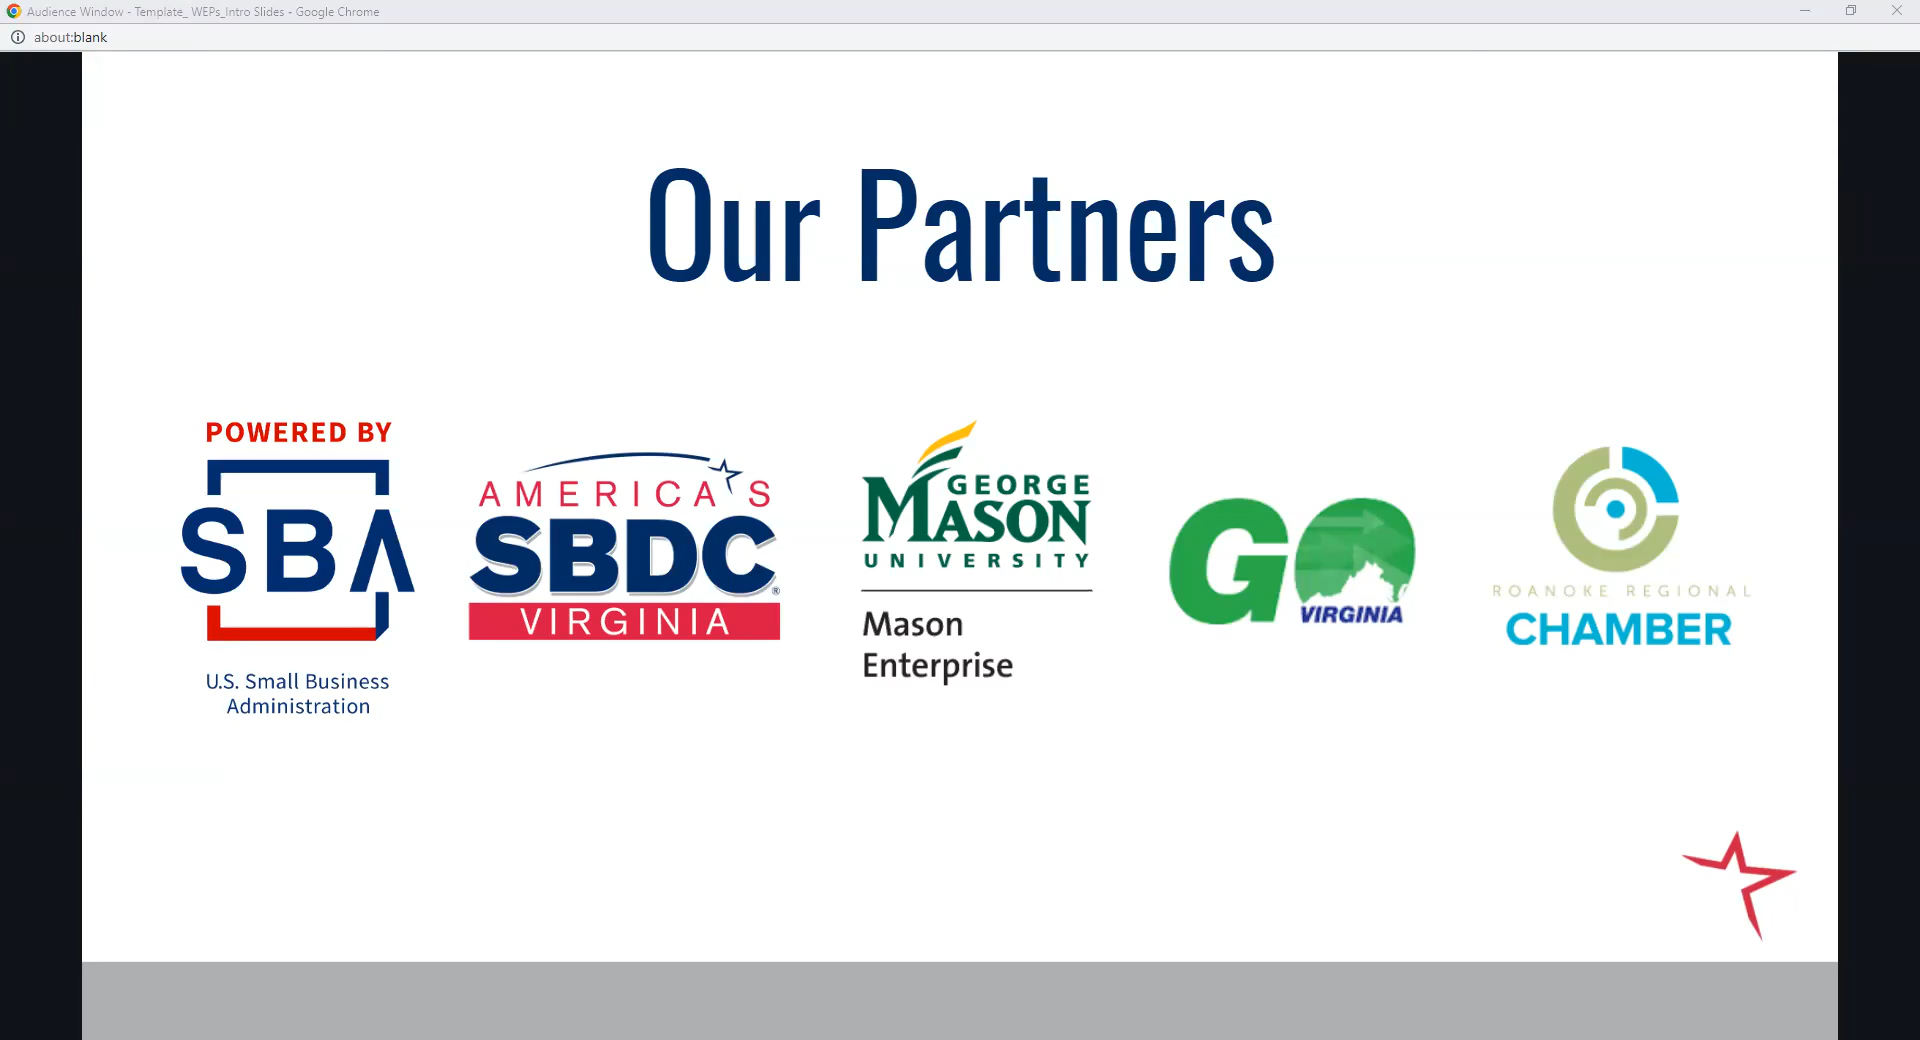 Audience Window - Template_ WEPs_Intro Slides - Google Chrome
about:blank
Our Partners
POWERED BY
SBA
U.S. Small Business
Administration
AMERICA'S
SBDC®
VIRGINIA
GEORGE
MASON
UNIVERSITY
Mason
Enterprise
GO
VIRGINIA
ROANOKE REGIONAL
CHAMBER